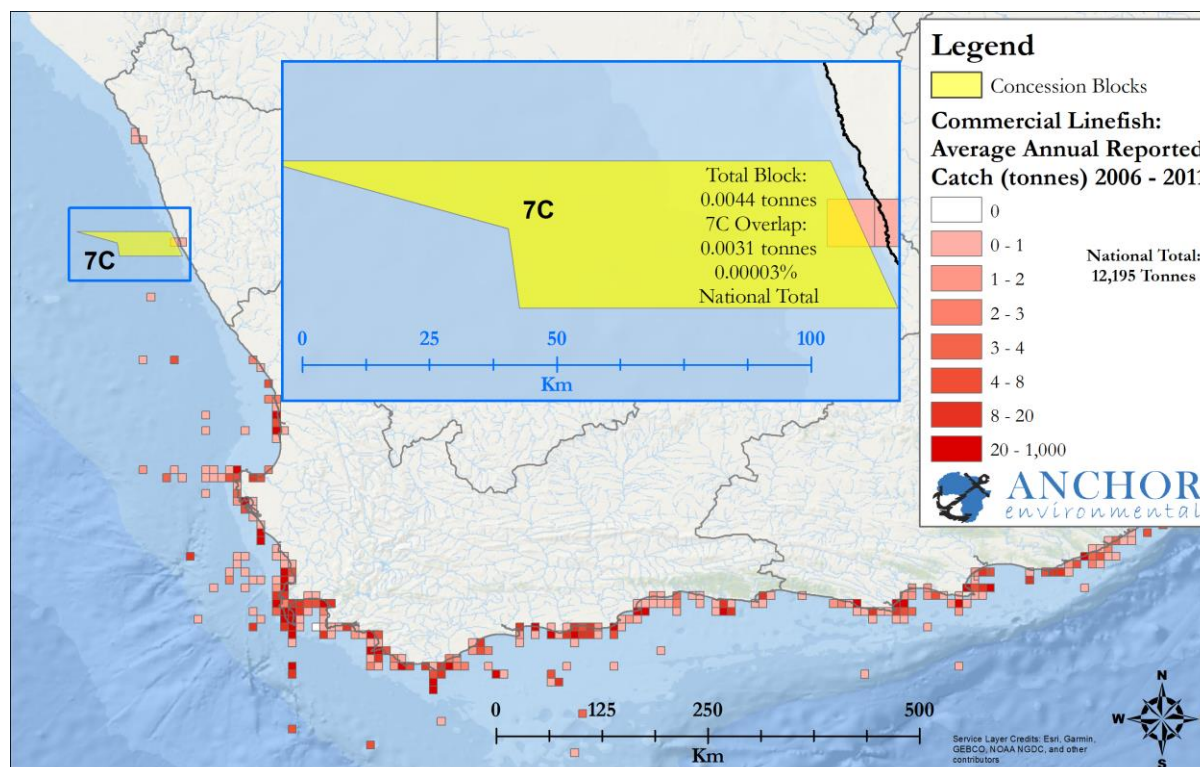 7C
7C
Total Block:
0.0044 tonnes
7C Overlap:
0.0031 tonnes
0.00003%
National Total
0 25 50 100
Km
Legend
Concession Blocks
Commercial Linefish:
Average Annual Reported
Catch (tonnes) 2006 - 2011
0
0 - 1
1 - 2
2 - 3
3 - 4
4 - 8
8 - 20
20 - 1,000
National Total:
12,195 Tonnes
ANCHOR
environmental
0 125 250 500
Km
Service Layer Credits: Esri, Garmin,
GEBCO, NOAA NGDC, and other
contributors
N
W E
S